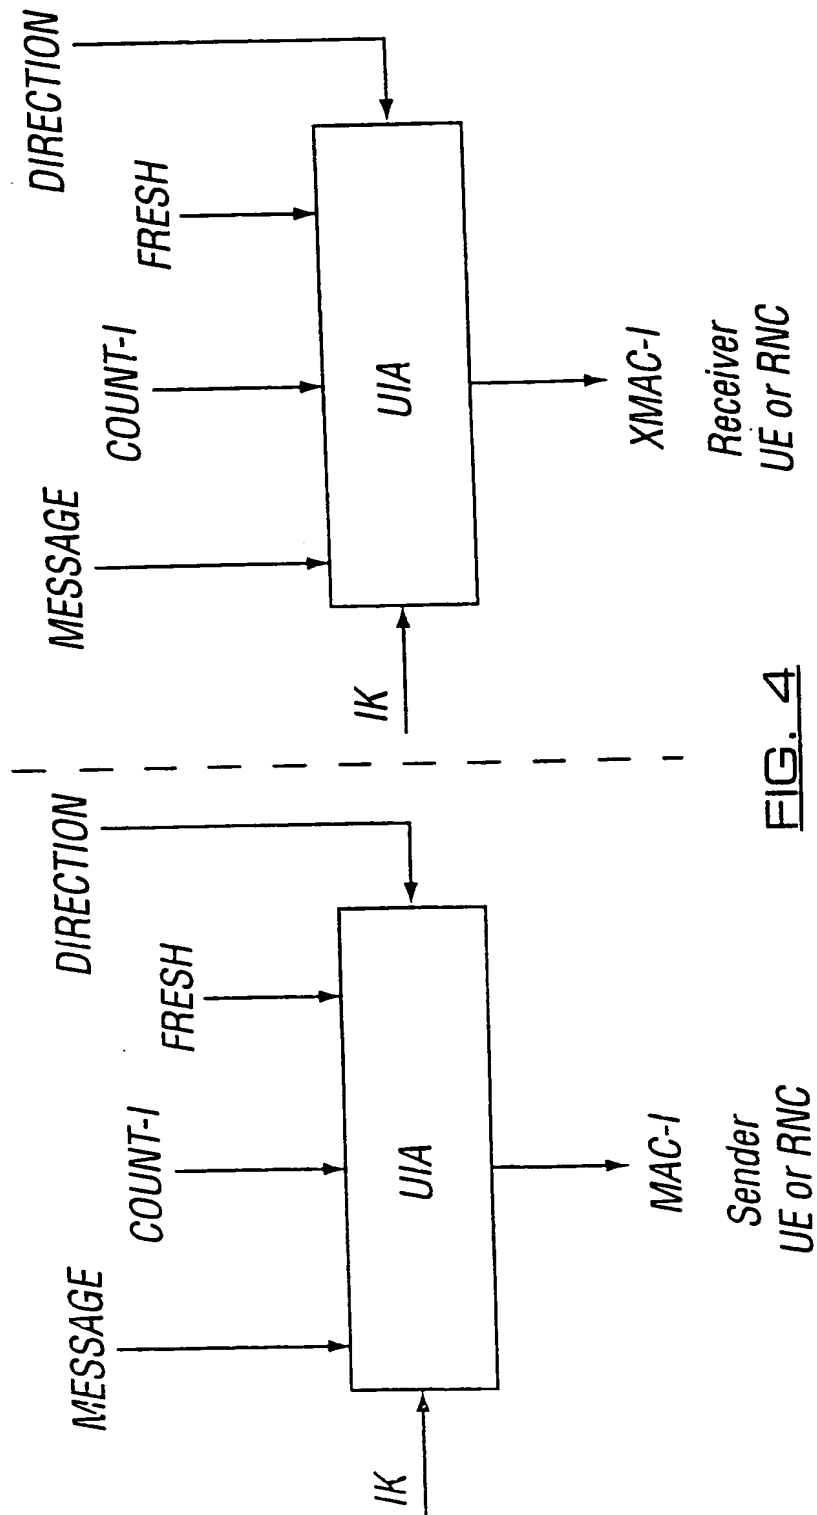 MESSAGE
COUNT-I
FRESH
DIRECTION
IK
UIA
MAC-I
Sender
UE or RNC
MESSAGE
COUNT-I
FRESH
DIRECTION
IK
UIA
XMAC-I
Receiver
UE or RNC
FIG. 4